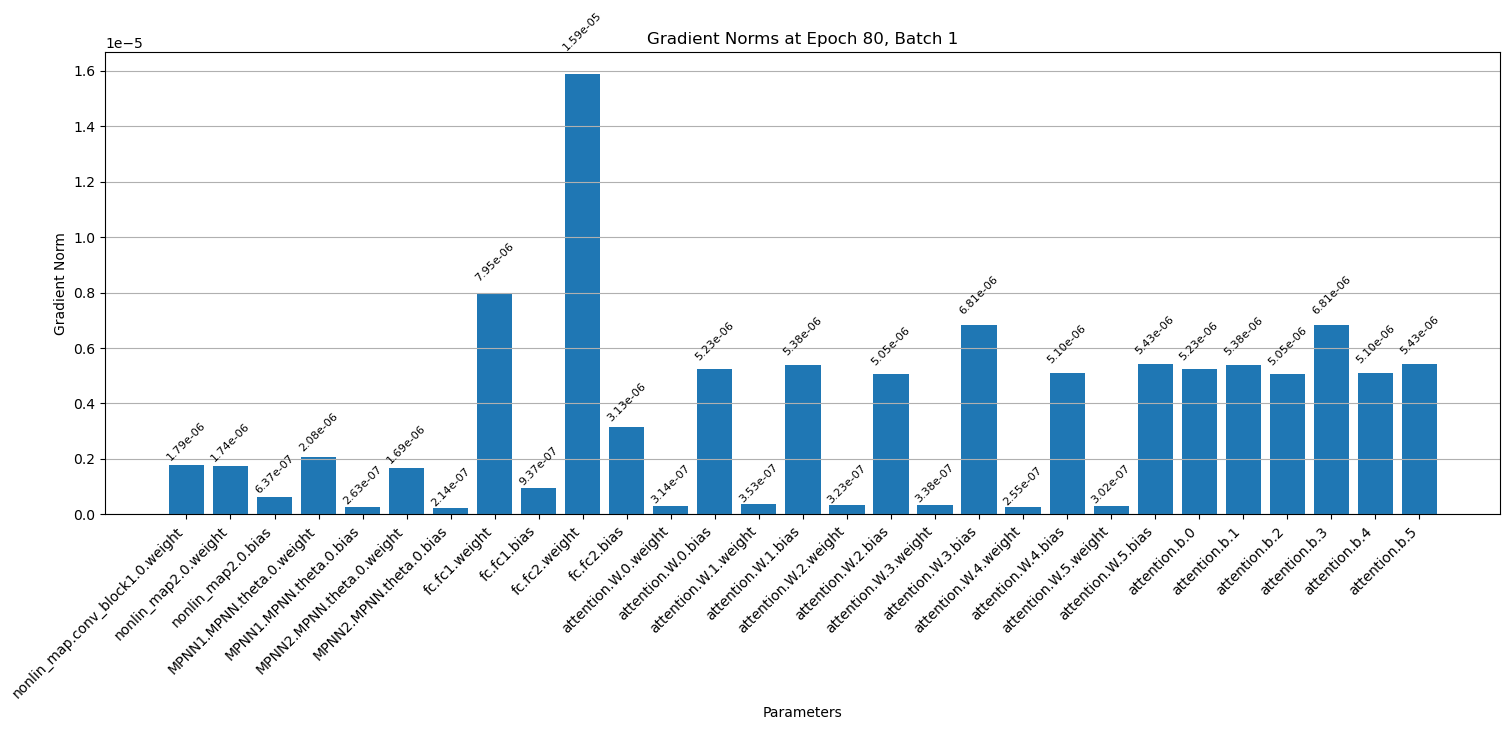 Gradient Norms at Epoch 80, Batch 1
1e−5
1.6
1.4
1.2
1.0
0.8
0.6
0.4
0.2
0.0
Gradient Norm
1.79e-06
1.74e-06
6.37e-07
2.08e-06
2.63e-07
1.69e-06
2.14e-07
7.95e-06
9.37e-07
1.59e-05
3.13e-06
3.14e-07
5.23e-06
3.53e-07
5.38e-06
3.23e-07
5.05e-06
3.38e-07
6.81e-06
2.55e-07
5.10e-06
3.02e-07
5.43e-06
5.23e-06
5.38e-06
5.05e-06
6.81e-06
5.10e-06
5.43e-06
nonlin_map.conv_block1.0.weight
nonlin_map2.0.weight
nonlin_map2.0.bias
MPNN1.MPNN.theta.0.weight
MPNN1.MPNN.theta.0.bias
MPNN2.MPNN.theta.0.weight
MPNN2.MPNN.theta.0.bias
fc.fc1.weight
fc.fc1.bias
fc.fc2.weight
fc.fc2.bias
attention.W.0.weight
attention.W.0.bias
attention.W.1.weight
attention.W.1.bias
attention.W.2.weight
attention.W.2.bias
attention.W.3.weight
attention.W.3.bias
attention.W.4.weight
attention.W.4.bias
attention.W.5.weight
attention.W.5.bias
attention.b.0
attention.b.1
attention.b.2
attention.b.3
attention.b.4
attention.b.5
Parameters